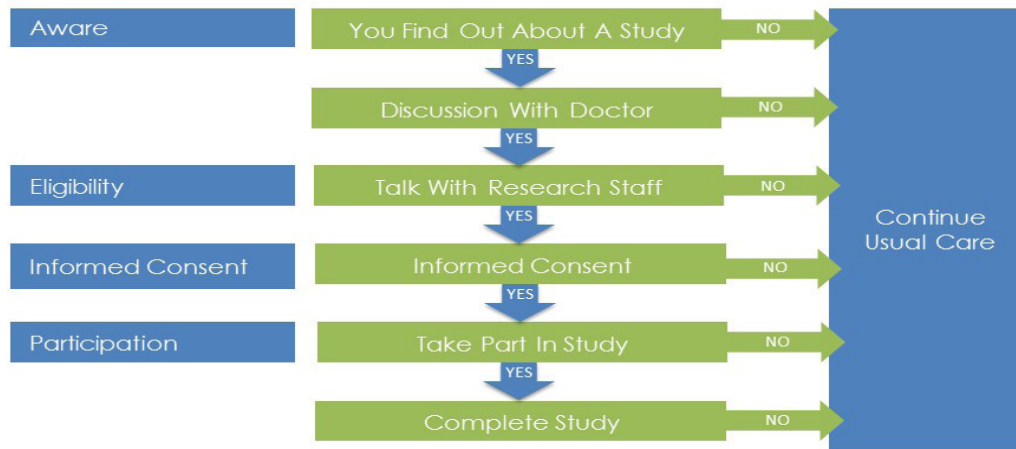 Aware
You Find Out About A Study
NO
YES
Discussion With Doctor
NO
YES
Eligibility
Talk With Research Staff
NO
YES
Continue
Usual Care
Informed Consent
Informed Consent
NO
YES
Participation
Take Part In Study
NO
YES
Complete Study
NO